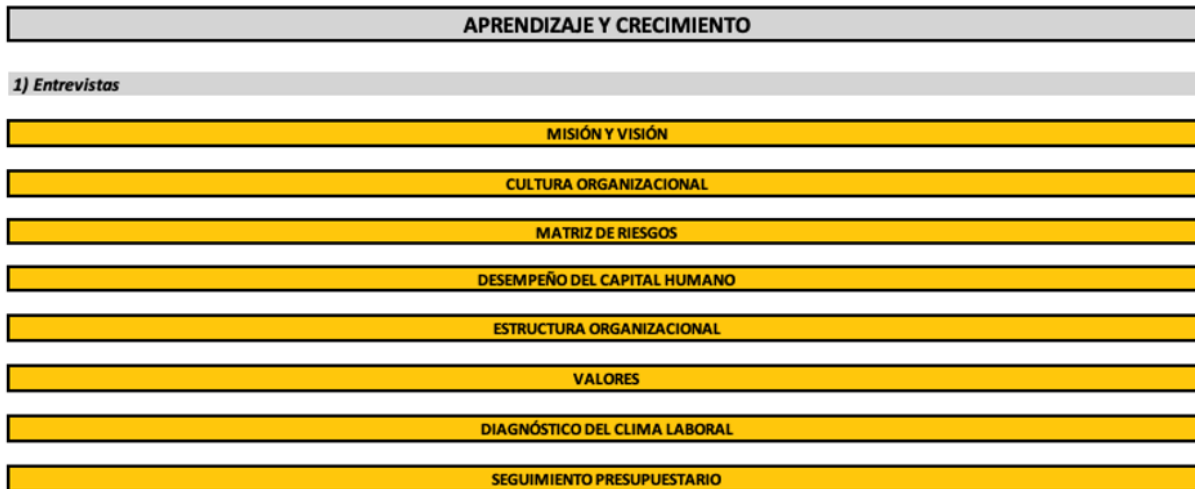 APRENDIZAJE Y CRECIMIENTO
1) Entrevistas
MISIÓN Y VISIÓN
CULTURA ORGANIZACIONAL
MATRIZ DE RIESGOS
DESEMPEÑO DEL CAPITAL HUMANO
ESTRUCTURA ORGANIZACIONAL
VALORES
DIAGNÓSTICO DEL CLIMA LABORAL
SEGUIMIENTO PRESUPUESTARIO